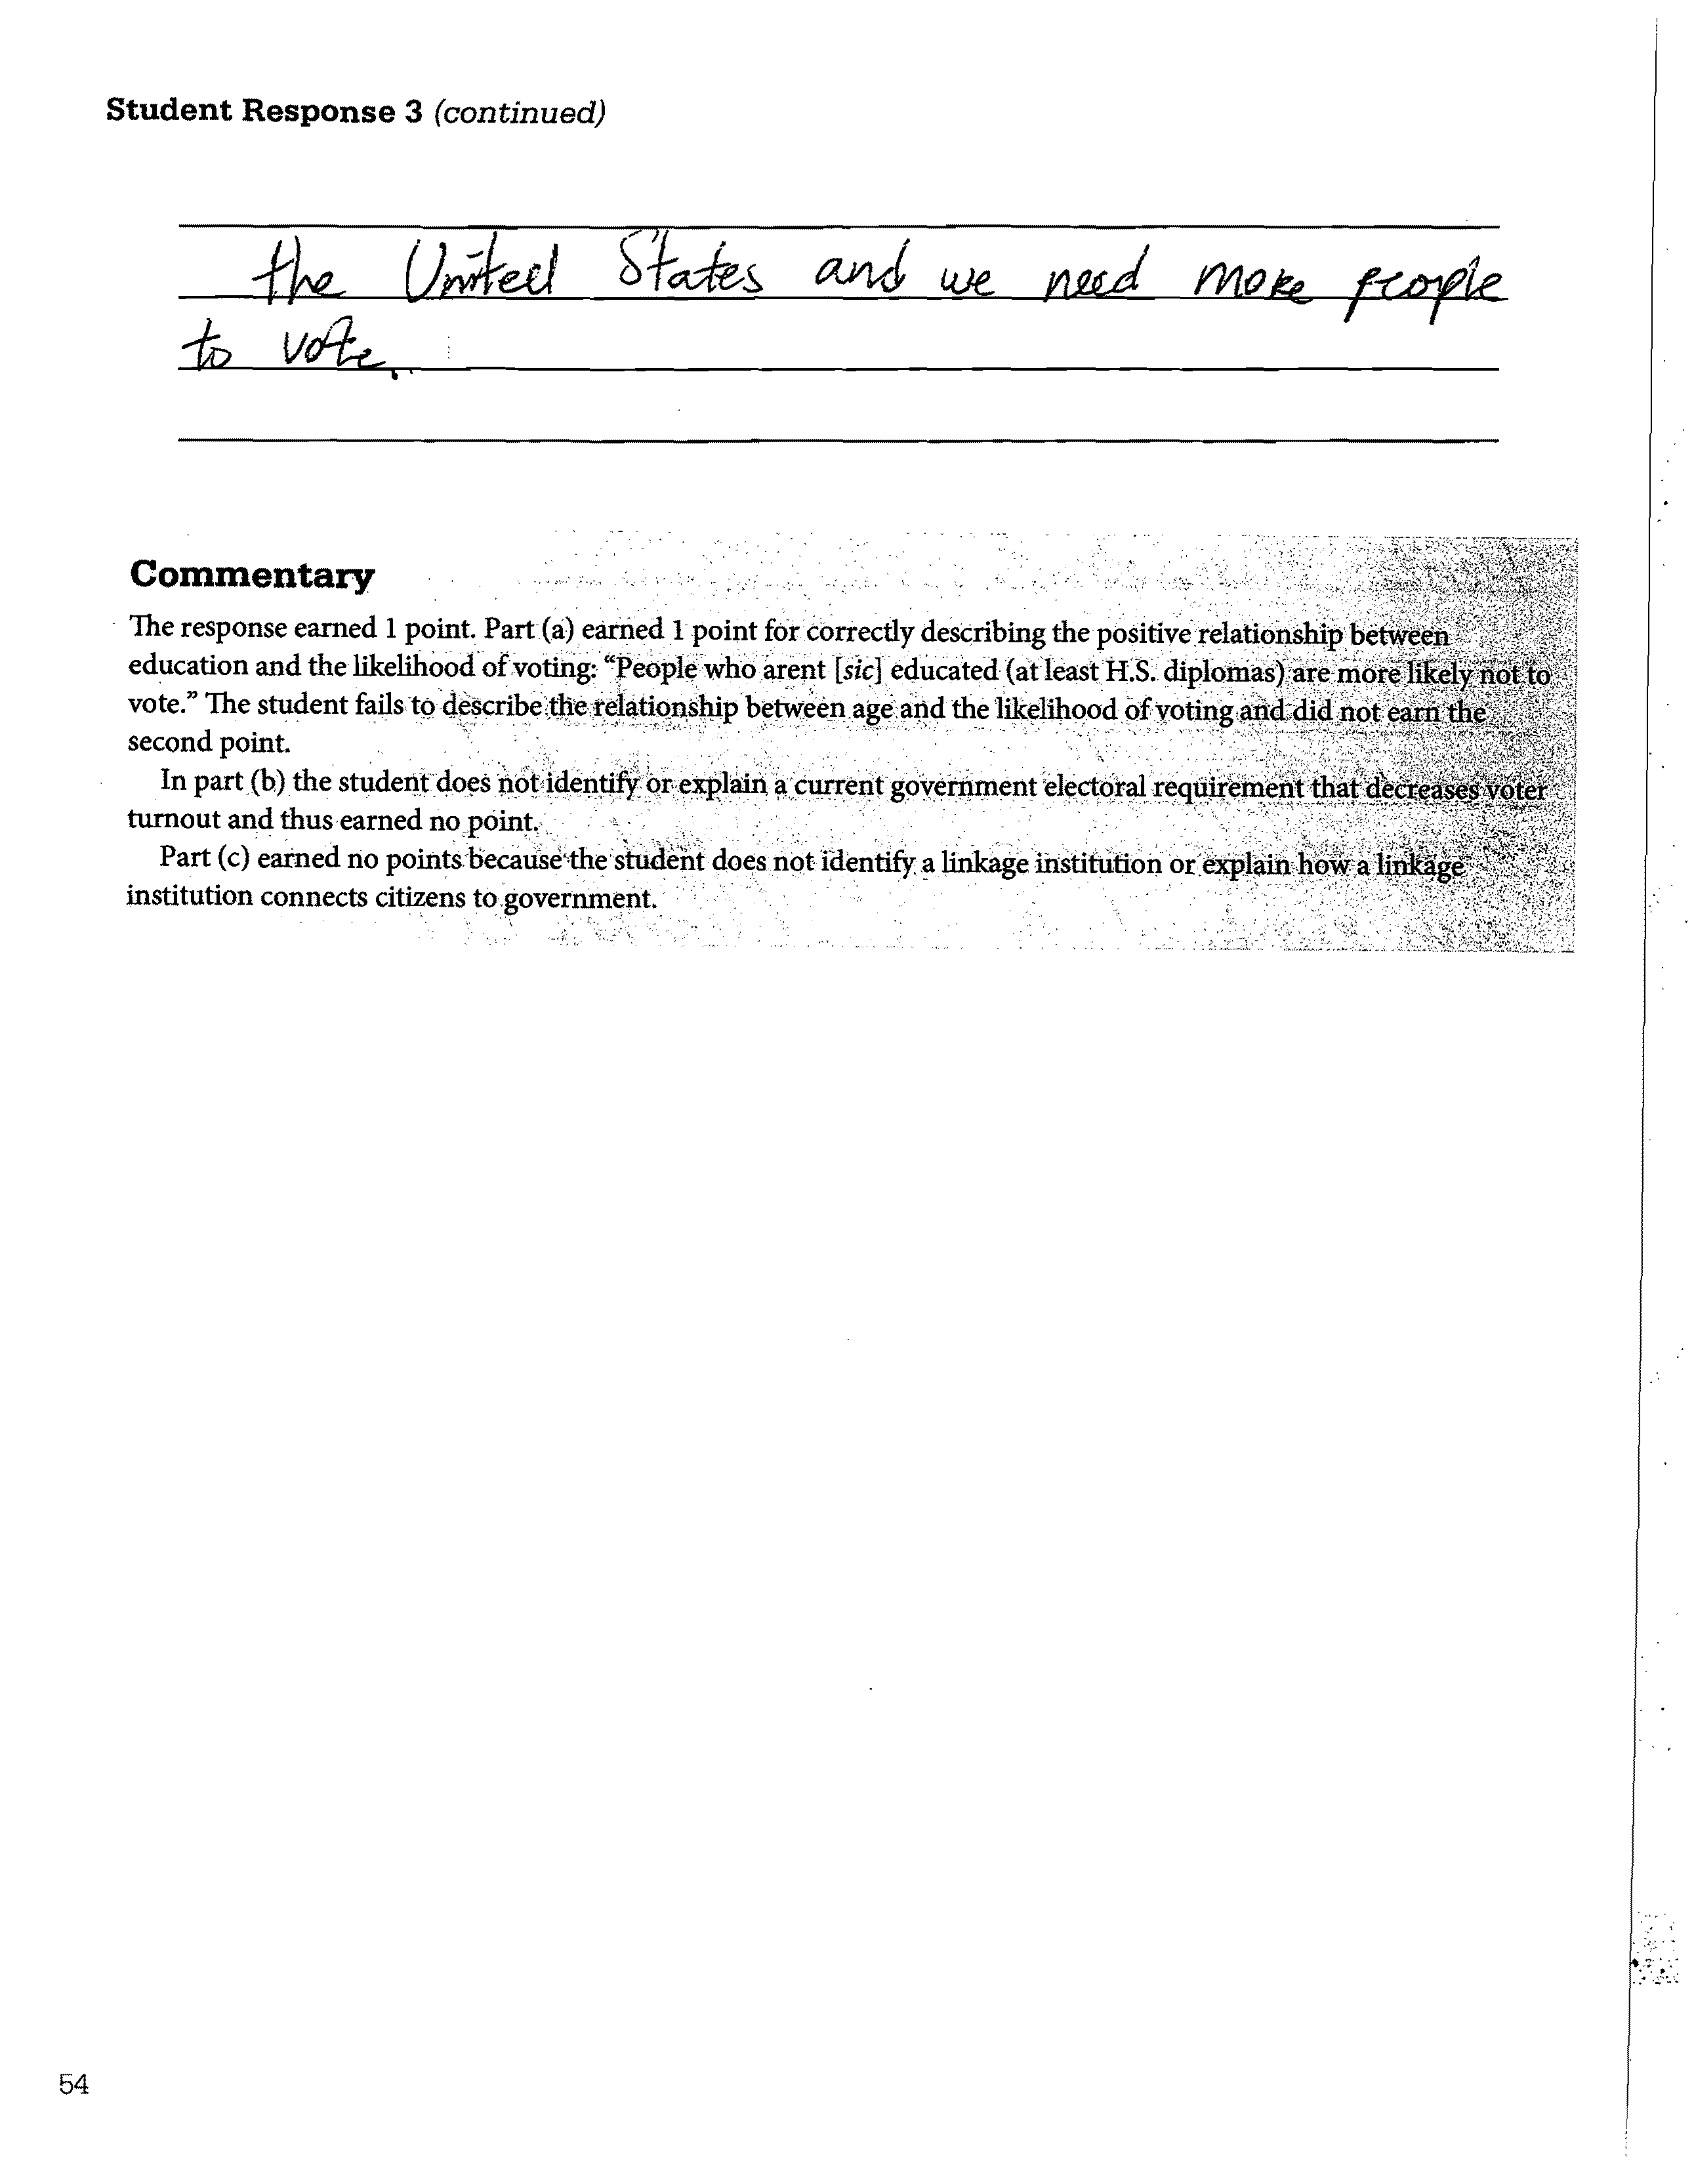 Student Response 3 (continued)
the United States and we need more people
to vote.
Commentary
The response earned 1 point. Part (a) earned 1 point for correctly describing the positive relationship between
education and the likelihood of voting: “People who arent [sic] educated (at least H.S. diplomas) are more likely not to
vote.” The student fails to describe the relationship between age and the likelihood of voting and did not earn the
second point.
In part (b) the student does not identify or explain a current government electoral requirement that decreases voter
turnout and thus earned no point.
Part (c) earned no points because the student does not identify a linkage institution or explain how a linkage
institution connects citizens to government.
54